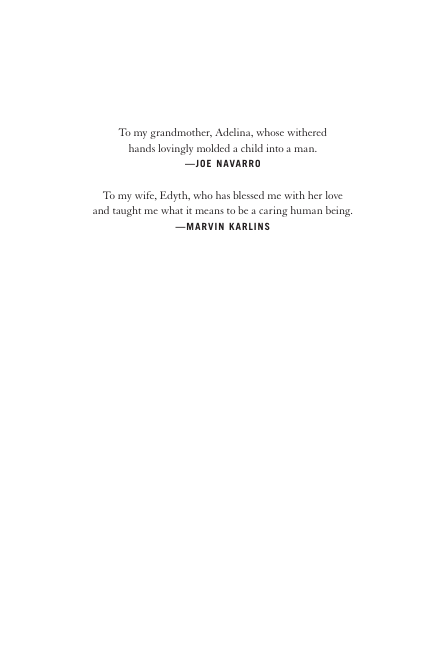 To my grandmother, Adelina, whose withered
hands lovingly molded a child into a man.
—JOE NAVARRO
To my wife, Edyth, who has blessed me with her love
and taught me what it means to be a caring human being.
—MARVIN KARLINS